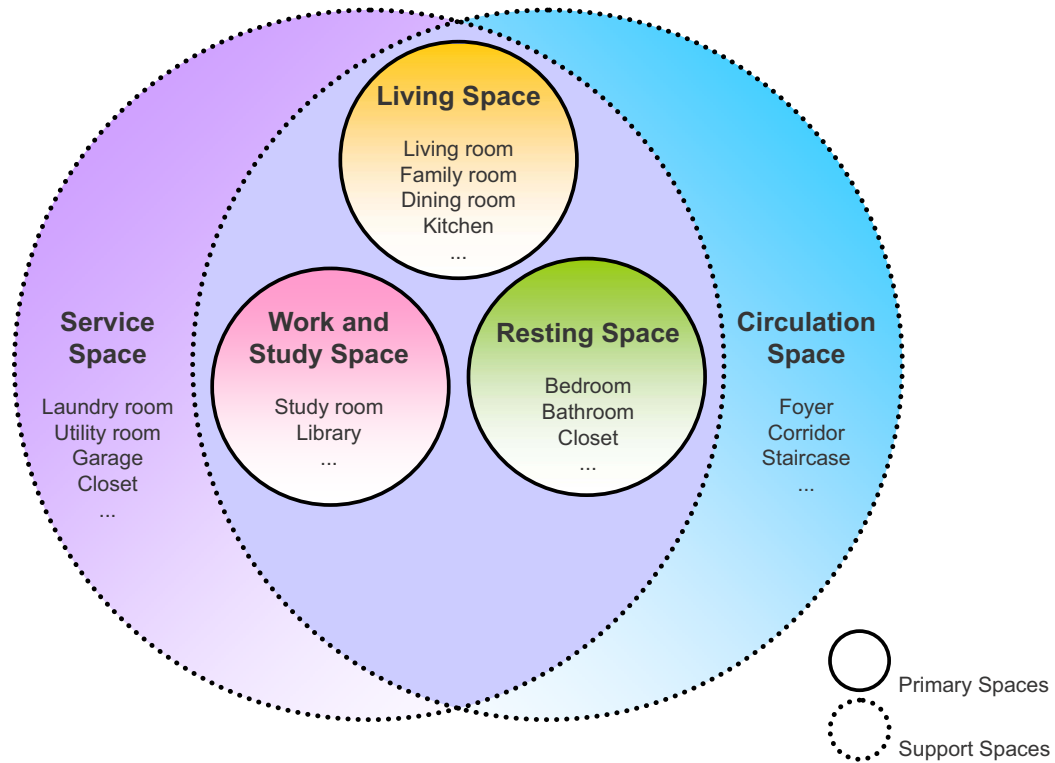 Living Space
Living room
Family room
Dining room
Kitchen
...
Service
Space
Laundry room
Utility room
Garage
Closet
...
Work and
Study Space
Study room
Library
...
Resting Space
Bedroom
Bathroom
Closet
...
Circulation
Space
Foyer
Corridor
Staircase
...
Primary Spaces
Support Spaces